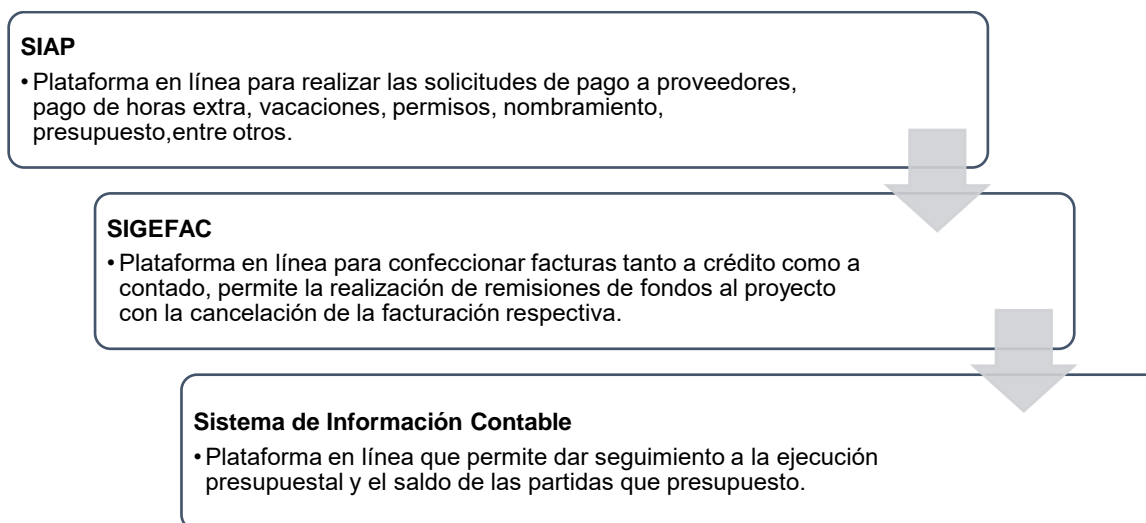 SIAP
• Plataforma en línea para realizar las solicitudes de pago a proveedores,
pago de horas extra, vacaciones, permisos, nombramiento,
presupuesto,entre otros.
SIGEFAC
• Plataforma en línea para confeccionar facturas tanto a crédito como a
contado, permite la realización de remisiones de fondos al proyecto
con la cancelación de la facturación respectiva.
Sistema de Información Contable
• Plataforma en línea que permite dar seguimiento a la ejecución
presupuestal y el saldo de las partidas que presupuesto.